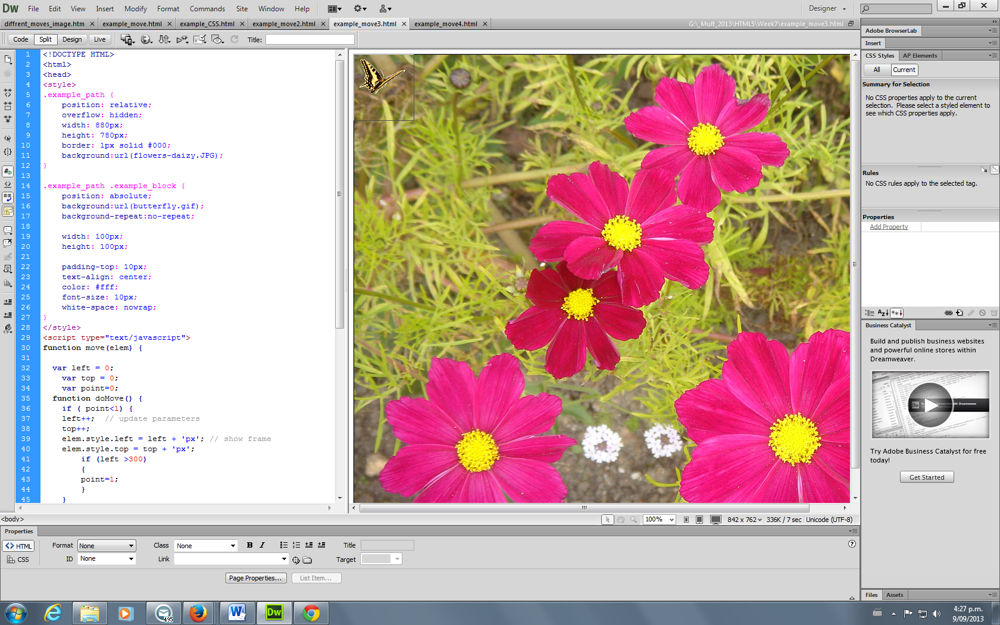 Dw File Edit View Insert Modify Format Commands Site Window Help Designer
diffrent_moves_image.htm example_move.html example_CSS.html example_move2.html example_move3.html example_move4.html G:\_Mult_2013\HTML5\Week7\example_move3.html
Code Split Design Live Title:
1 <!DOCTYPE HTML>
2 <html>
3 <head>
4 <style>
5 .example_path {
6 position: relative;
7 overflow: hidden;
8 width: 880px;
9 height: 780px;
10 border: 1px solid #000;
11 background:url(flowers-daizy.JPG);
12 }
13
14 .example_path .example_block {
15 position: absolute;
16 background:url(butterfly.gif);
17 background-repeat:no-repeat;
18
19 width: 100px;
20 height: 100px;
21
22 padding-top: 10px;
23 text-align: center;
24 color: #fff;
25 font-size: 10px;
26 white-space: nowrap;
27 }
28 </style>
29 <script type="text/javascript">
30 function move(elem) {
31
32 var left = 0;
33 var top = 0;
34 var point=0;
35 function doMove() {
36 if ( point<1) {
37 left++; // update parameters
38 top++;
39 elem.style.left = left + 'px'; // show frame
40 elem.style.top = top + 'px';
41 if (left >300)
42 {
43 point=1;
44 }
45 }
<body>
100% 842 x 762 336K / 7 sec Unicode (UTF-8)
Adobe BrowserLab
Insert
CSS Styles AP Elements
All Current
Summary for Selection
No CSS properties apply to the current
selection. Please select a styled element to
see which CSS properties apply.
Rules
No CSS rules apply to the selected tag.
Properties
Add Property
Business Catalyst
Build and publish business websites
and powerful online stores within
Dreamweaver.
Try Adobe Business Catalyst for free
today!
Get Started
Files Assets
Properties
HTML Format None Class None B I Title
CSS ID None Link Target
Page Properties... List Item...
495 W Dw
4:27 p.m.
9/09/2013